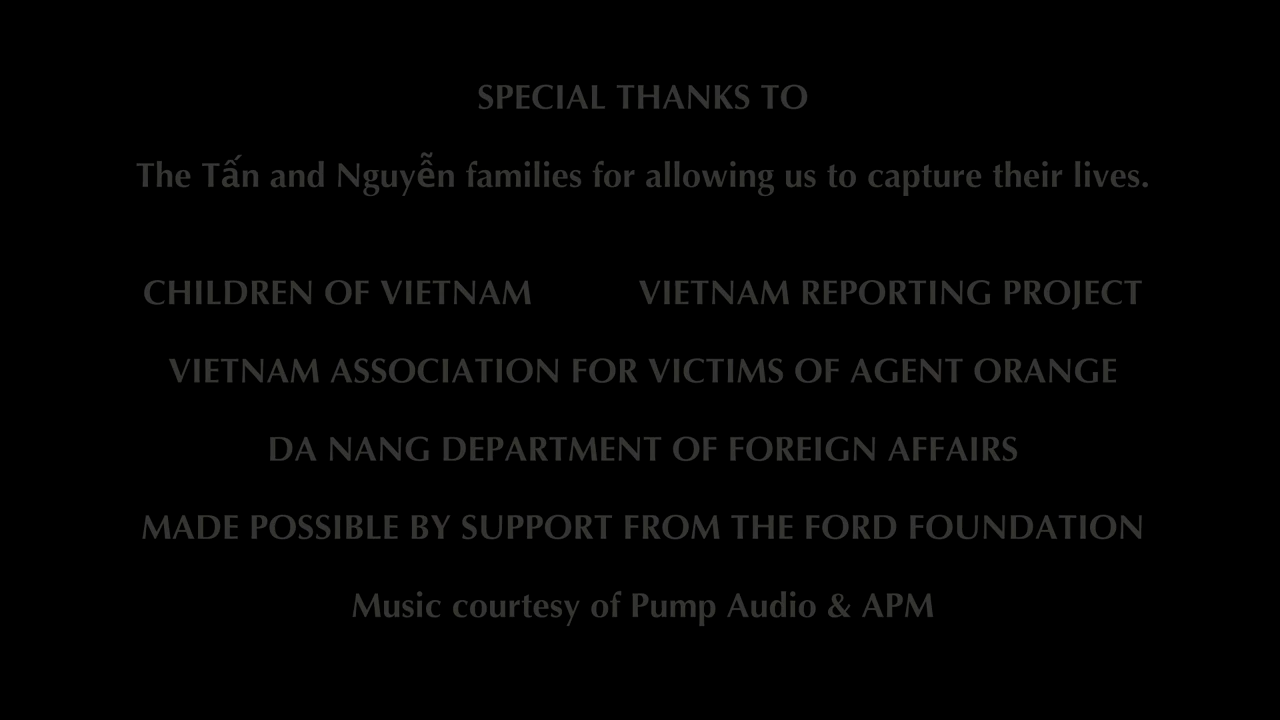 SPECIAL THANKS TO
The Tấn and Nguyễn families for allowing us to capture their lives.
CHILDREN OF VIETNAM VIETNAM REPORTING PROJECT
VIETNAM ASSOCIATION FOR VICTIMS OF AGENT ORANGE
DA NANG DEPARTMENT OF FOREIGN AFFAIRS
MADE POSSIBLE BY SUPPORT FROM THE FORD FOUNDATION
Music courtesy of Pump Audio & APM